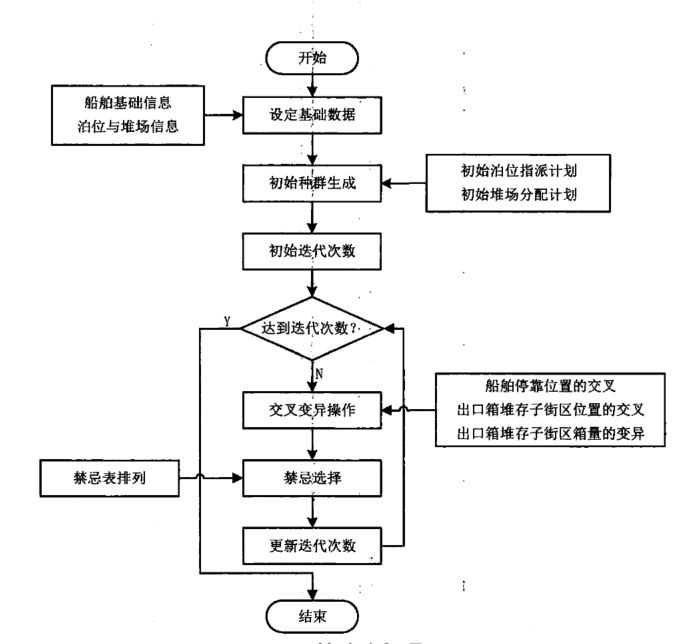 开始
船舶基础信息
泊位与堆场信息
设定基础数据
初始种群生成
初始泊位指派计划
初始堆场分配计划
初始迭代次数
达到迭代次数?
Y
N
交叉变异操作
船舶停靠位置的交叉
出口箱堆存子街区位置的交叉
出口箱堆存子街区箱量的变异
禁忌表排列
禁忌选择
更新迭代次数
结束